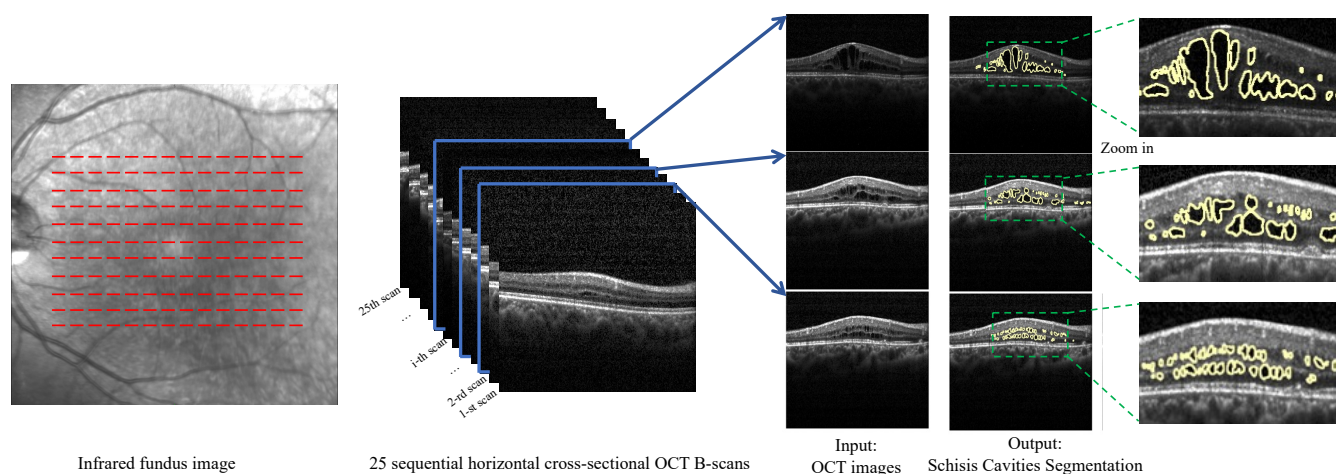 Zoom in
25th scan
...
i-th scan
...
2-rd scan
1-st scan
Infrared fundus image
25 sequential horizontal cross-sectional OCT B-scans
Input:
OCT images
Output:
Schisis Cavities Segmentation